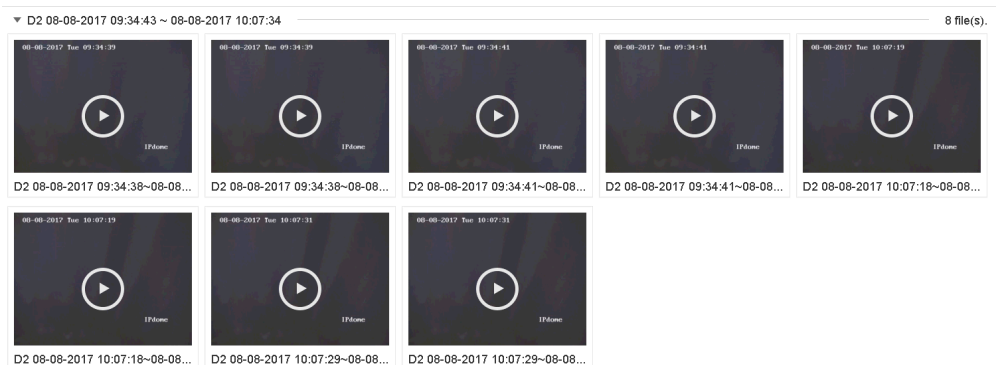 D2 08-08-2017 09:34:43 ~ 08-08-2017 10:07:34
8 file(s).
08-08-2017 Tue 09:34:39
IPdome
D2 08-08-2017 09:34:38~08-08...
08-08-2017 Tue 09:34:39
IPdome
D2 08-08-2017 09:34:38~08-08...
08-08-2017 Tue 09:34:41
IPdome
D2 08-08-2017 09:34:41~08-08...
08-08-2017 Tue 09:34:41
IPdome
D2 08-08-2017 09:34:41~08-08...
08-08-2017 Tue 10:07:19
IPdome
D2 08-08-2017 10:07:18~08-08...
08-08-2017 Tue 10:07:19
IPdome
D2 08-08-2017 10:07:18~08-08...
08-08-2017 Tue 10:07:31
IPdome
D2 08-08-2017 10:07:29~08-08...
08-08-2017 Tue 10:07:31
IPdome
D2 08-08-2017 10:07:29~08-08...